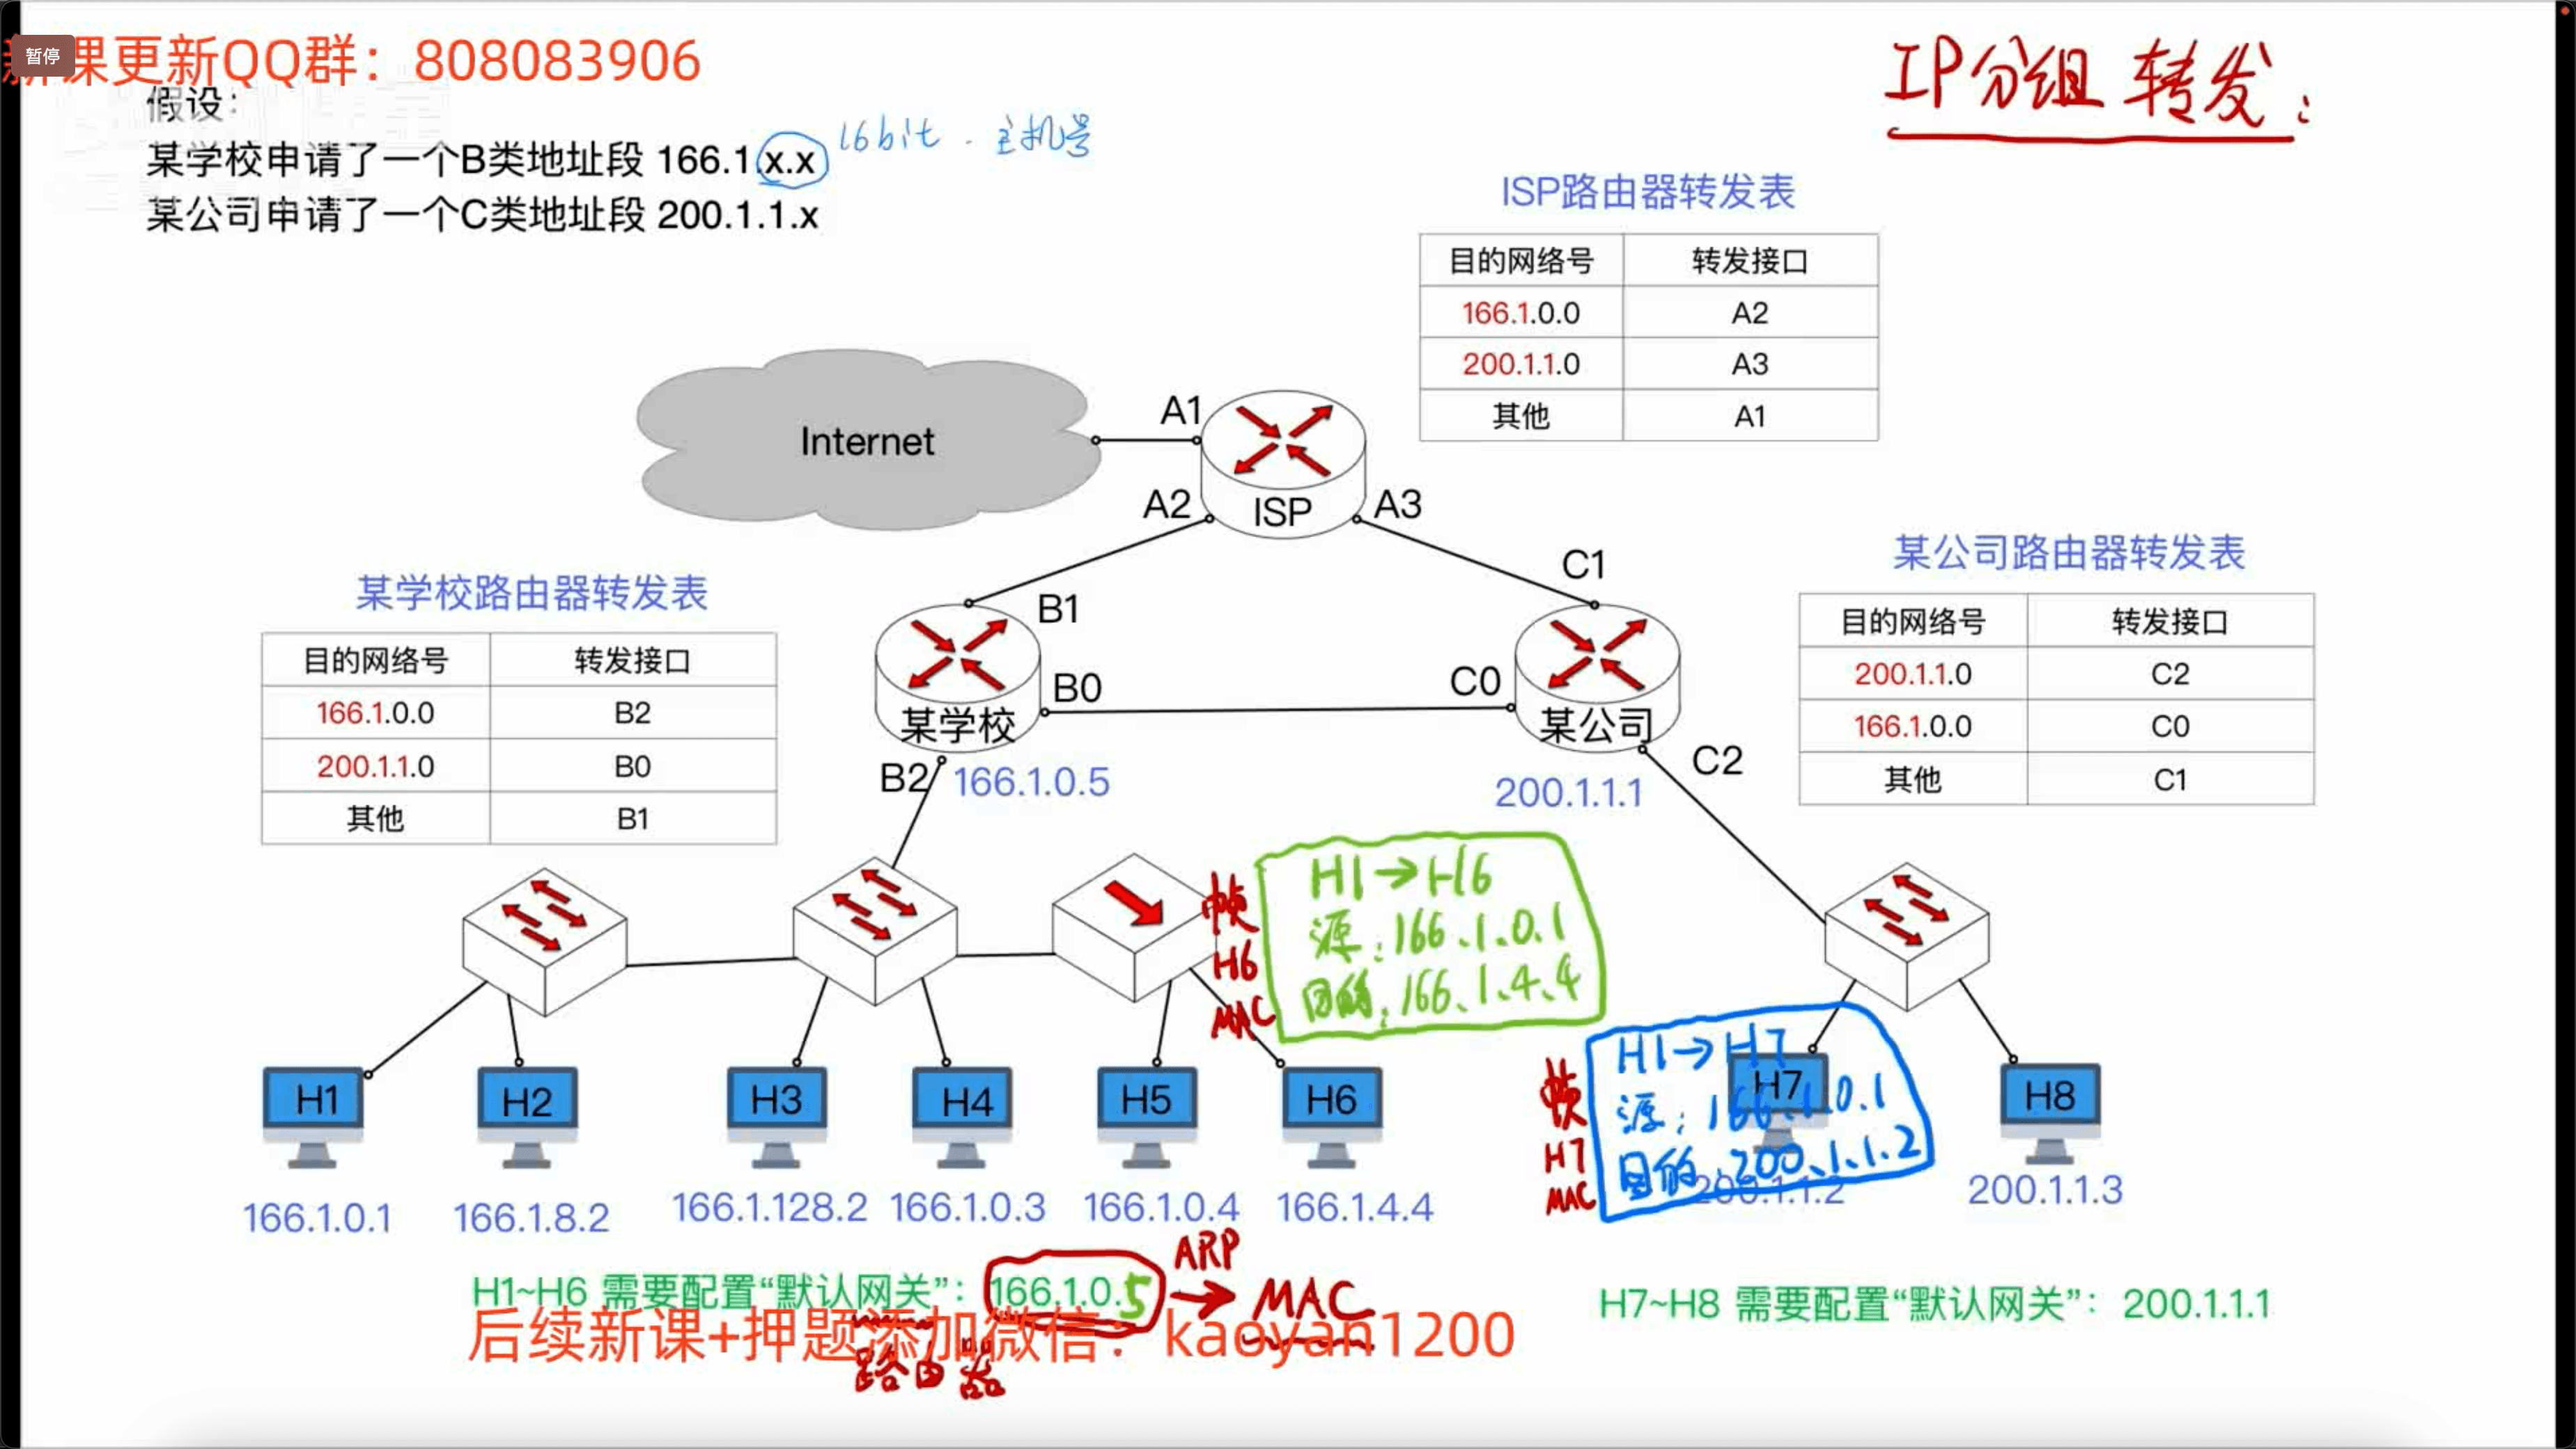 新课更新QQ群：808083906
暂停
假设：
某学校申请了一个B类地址段 166.1.x.x
16bit. 主机号
某公司申请了一个C类地址段 200.1.1.x
IP分组 转发：
ISP路由器转发表
目的网络号 转发接口
166.1.0.0 A2
200.1.1.0 A3
其他 A1
Internet
A1
A2
ISP
A3
某学校路由器转发表
目的网络号 转发接口
166.1.0.0 B2
200.1.1.0 B0
其他 B1
B1
B0
某学校
B2
166.1.0.5
C1
C0
某公司
C2
200.1.1.1
某公司路由器转发表
目的网络号 转发接口
200.1.1.0 C2
166.1.0.0 C0
其他 C1
帧
H6
MAC
H1→H6
源：166.1.0.1
目的：166.1.4.4
帧
H7
MAC
H1→H7
源：166.1.0.1
目的：200.1.1.2
H1
H2
H3
H4
H5
H6
H7
H8
166.1.0.1
166.1.8.2
166.1.128.2
166.1.0.3
166.1.0.4
166.1.4.4
200.1.1.2
200.1.1.3
H1~H6 需要配置“默认网关”：166.1.0.5
ARP
→ MAC
H7~H8 需要配置“默认网关”：200.1.1.1
后续新课+押题添加微信：kaoyan1200
路由器